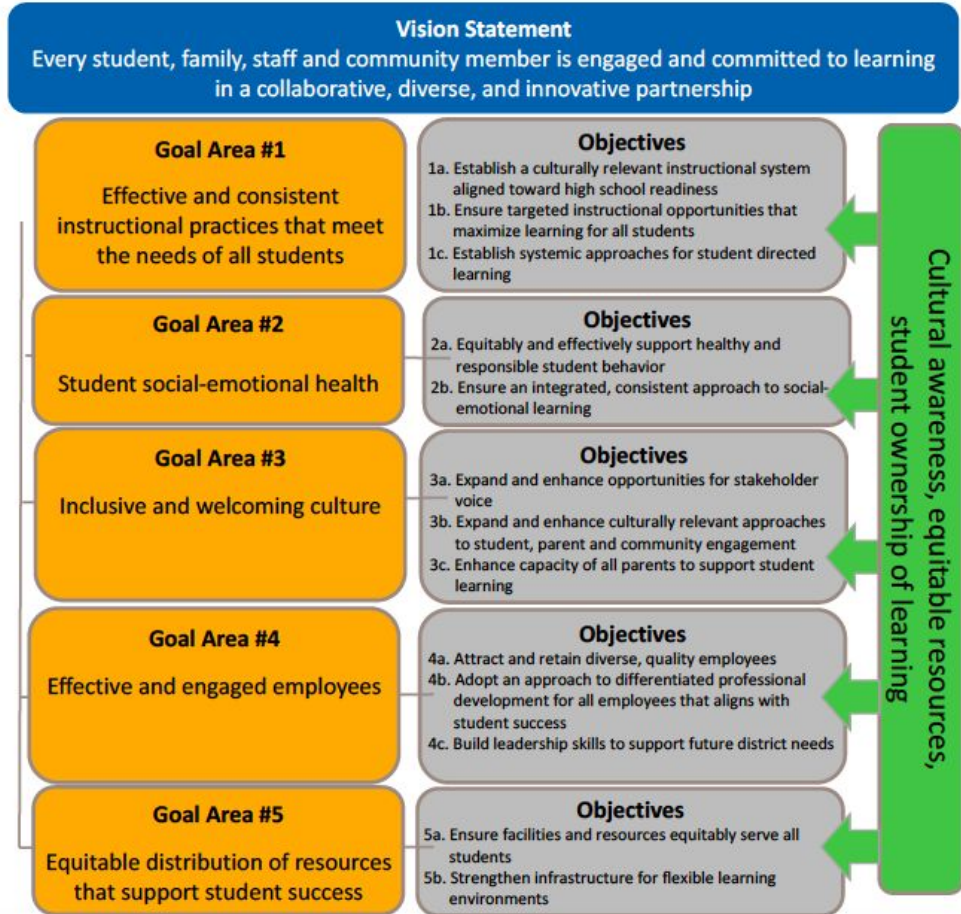 Vision Statement
Every student, family, staff and community member is engaged and committed to learning
in a collaborative, diverse, and innovative partnership
Goal Area #1
Effective and consistent
instructional practices that meet
the needs of all students
Objectives
1a. Establish a culturally relevant instructional system
aligned toward high school readiness
1b. Ensure targeted instructional opportunities that
maximize learning for all students
1c. Establish systemic approaches for student directed
learning
Goal Area #2
Student social-emotional health
Objectives
2a. Equitably and effectively support healthy and
responsible student behavior
2b. Ensure an integrated, consistent approach to social-
emotional learning
Goal Area #3
Inclusive and welcoming culture
Objectives
3a. Expand and enhance opportunities for stakeholder
voice
3b. Expand and enhance culturally relevant approaches
to student, parent and community engagement
3c. Enhance capacity of all parents to support student
learning
Goal Area #4
Effective and engaged employees
Objectives
4a. Attract and retain diverse, quality employees
4b. Adopt an approach to differentiated professional
development for all employees that aligns with
student success
4c. Build leadership skills to support future district needs
Goal Area #5
Equitable distribution of resources
that support student success
Objectives
5a. Ensure facilities and resources equitably serve all
students
5b. Strengthen infrastructure for flexible learning
environments
Cultural awareness, equitable resources,
student ownership of learning